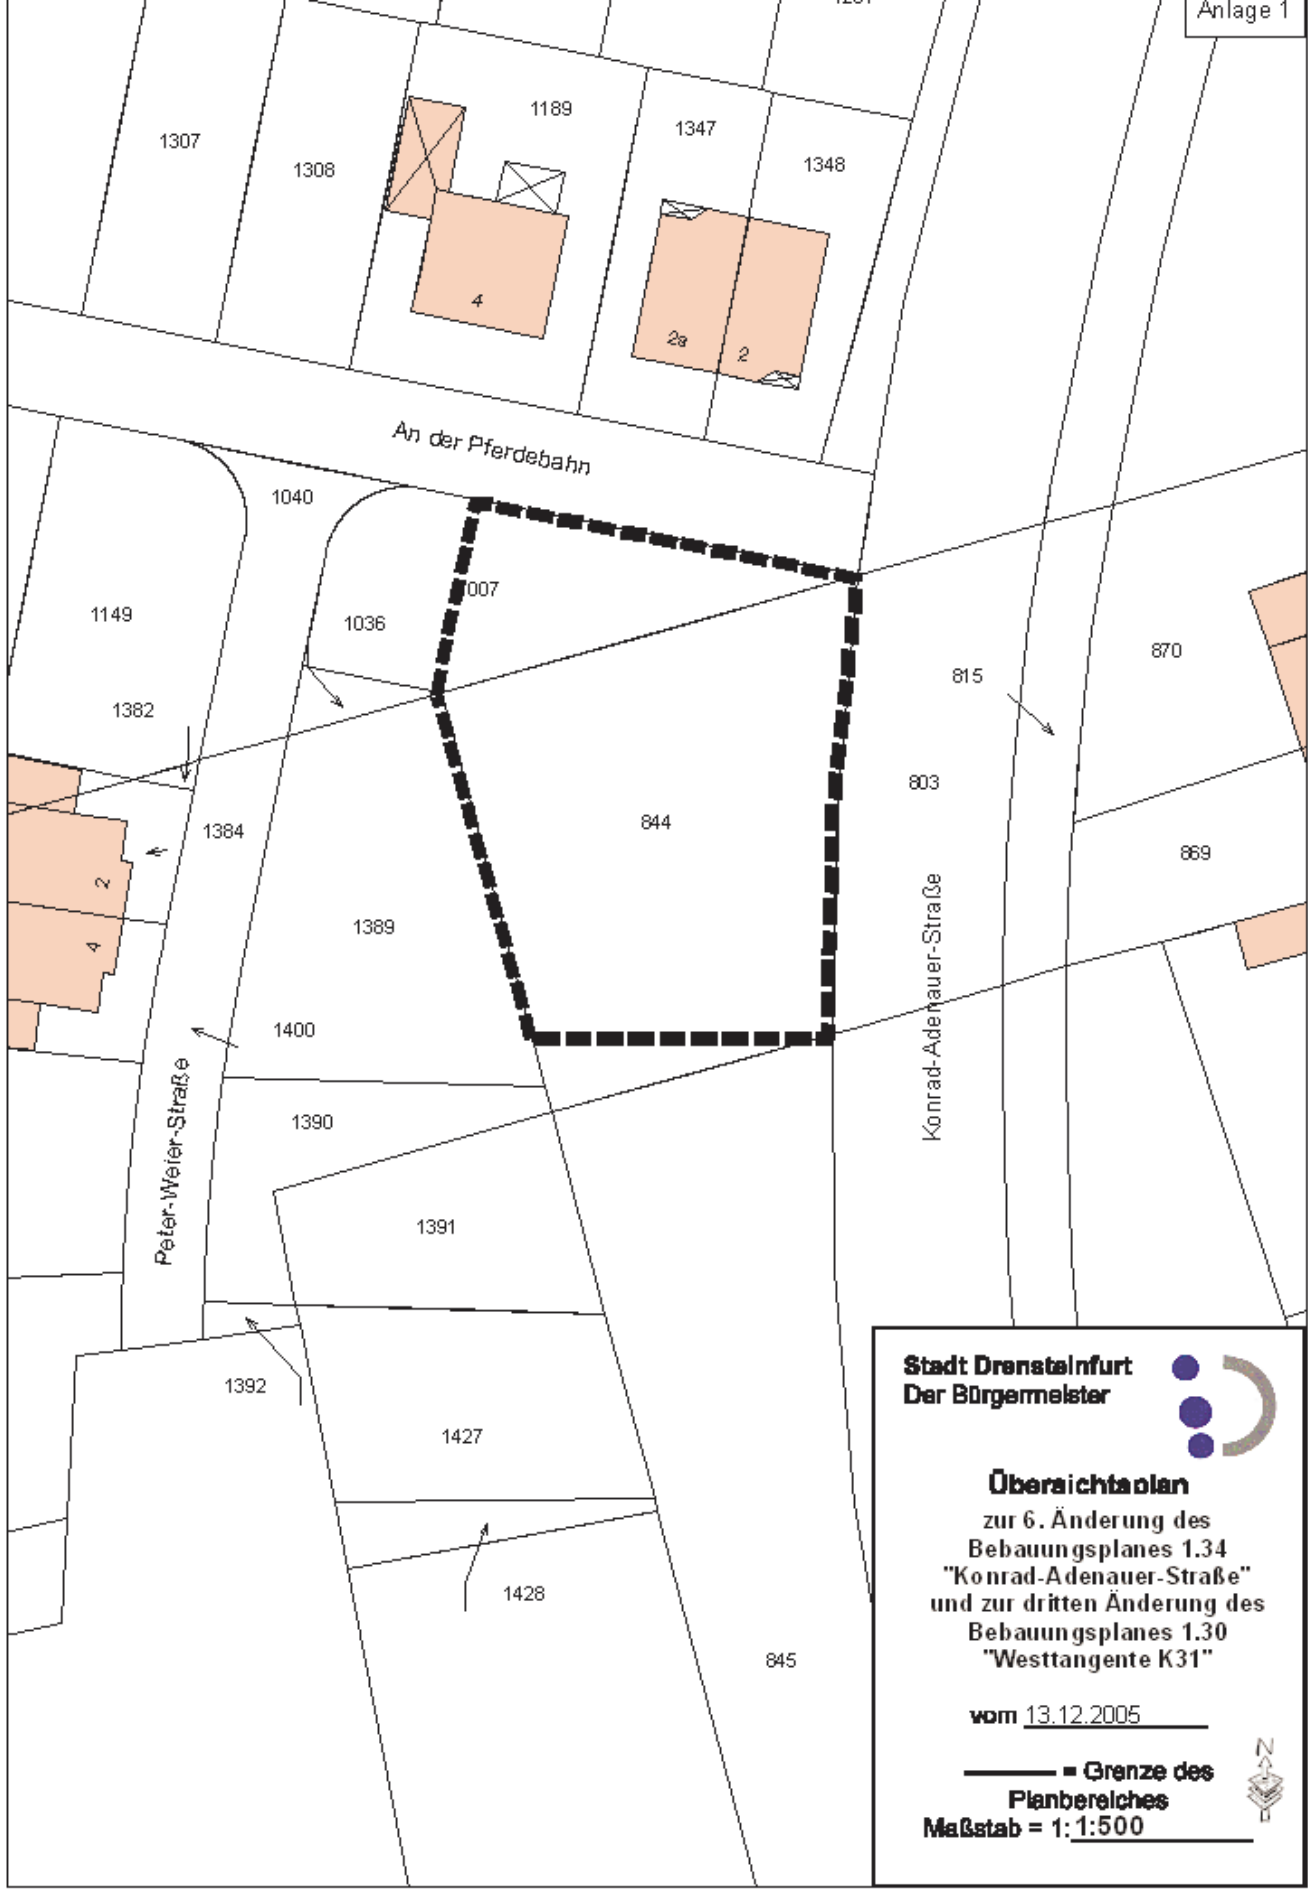 Anlage 1
1189
1307
1347
1308
1348
4
2a
2
An der Pferdebahn
1040
007
1149
1036
870
815
1382
803
844
1384
869
2
4
1389
Konrad-Adenauer-Straße
1400
Peter-Weier-Straße
1390
1391
1392
1427
1428
845
Stadt Drensteinfurt
Der Bürgermeister
Übersichtsplan
zur 6. Änderung des
Bebauungsplanes 1.34
"Konrad-Adenauer-Straße"
und zur dritten Änderung des
Bebauungsplanes 1.30
"Westtangente K31"
vom 13.12.2005
N
= Grenze des
Planbereiches
Maßstab = 1: 1:500